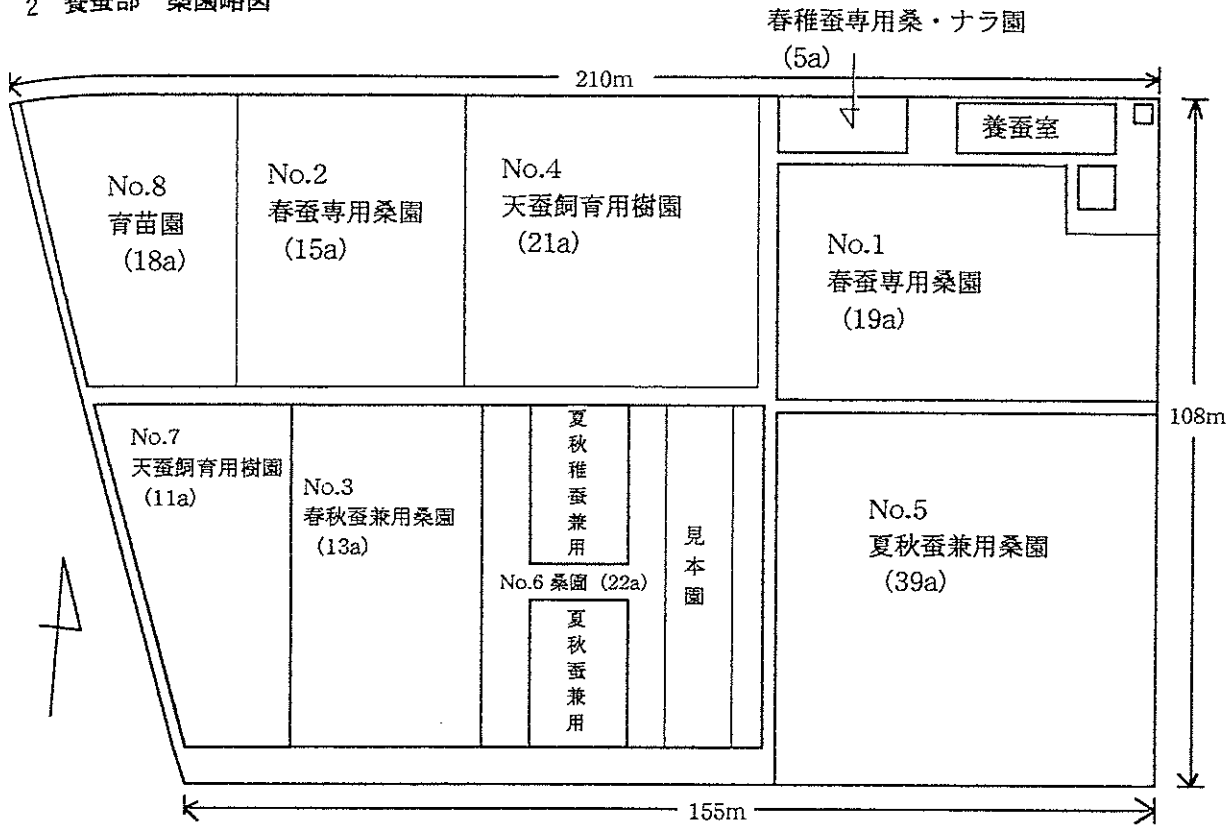 2 養蚕部 桑園略図
春稚蚕専用桑・ナラ園
(5a)
210m
養蚕室
No.8
育苗園
(18a)
No.2
春蚕専用桑園
(15a)
No.4
天蚕飼育用樹園
(21a)
No.1
春蚕専用桑園
(19a)
108m
No.7
天蚕飼育用樹園
(11a)
No.3
春秋蚕兼用桑園
(13a)
夏秋稚蚕兼用
No.6 桑園 (22a)
夏秋蚕兼用
見本園
No.5
夏秋蚕兼用桑園
(39a)
155m